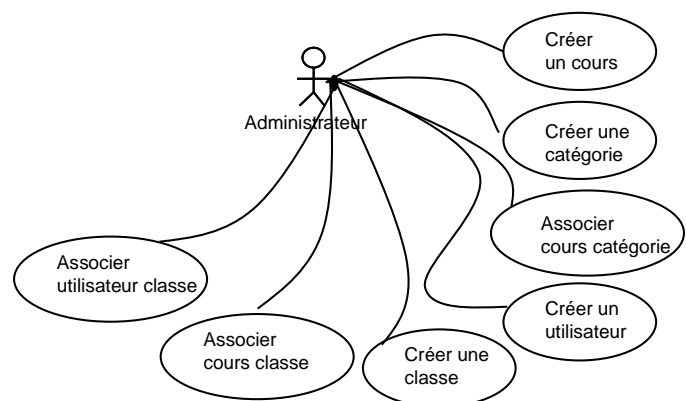 Créer
un cours
Administrateur
Créer une
catégorie
Associer
cours catégorie
Associer
utilisateur classe
Créer un
utilisateur
Associer
cours classe
Créer une
classe